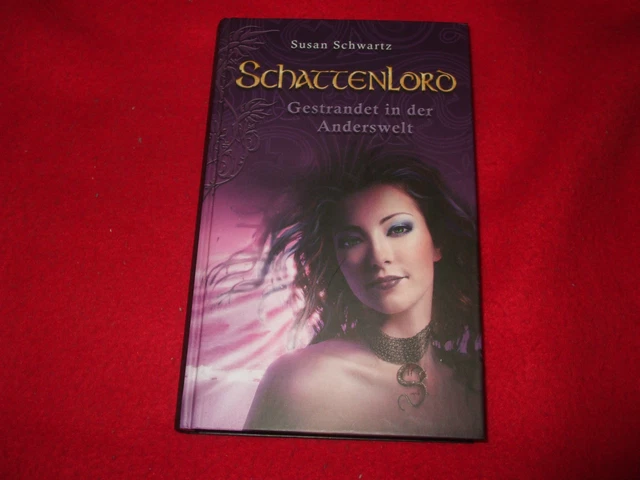 Susan Schwartz
Schattenlord
Gestrandet in der
Anderswelt